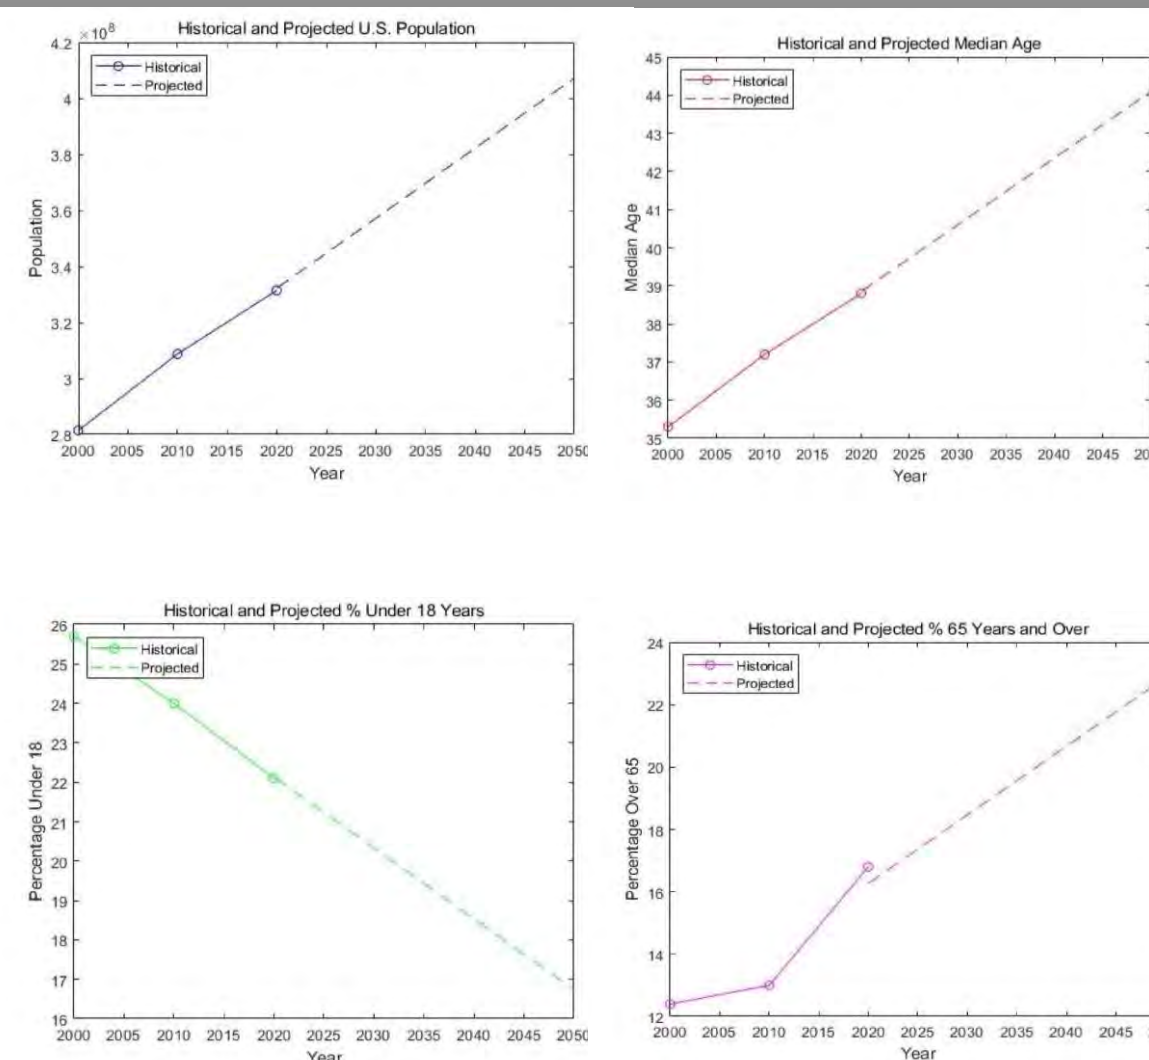 Historical and Projected U.S. Population
×10⁸
Historical
Projected
4.2
4
3.8
3.6
3.4
3.2
3
2.8
Population
2000 2005 2010 2015 2020 2025 2030 2035 2040 2045 2050
Year
Historical and Projected Median Age
Historical
Projected
45
44
43
42
41
40
39
38
37
36
35
Median Age
2000 2005 2010 2015 2020 2025 2030 2035 2040 2045 20
Year
Historical and Projected % Under 18 Years
Historical
Projected
26
25
24
23
22
21
20
19
18
17
16
Percentage Under 18
2000 2005 2010 2015 2020 2025 2030 2035 2040 2045 2050
Year
Historical and Projected % 65 Years and Over
Historical
Projected
24
22
20
18
16
14
12
Percentage Over 65
2000 2005 2010 2015 2020 2025 2030 2035 2040 2045
Year